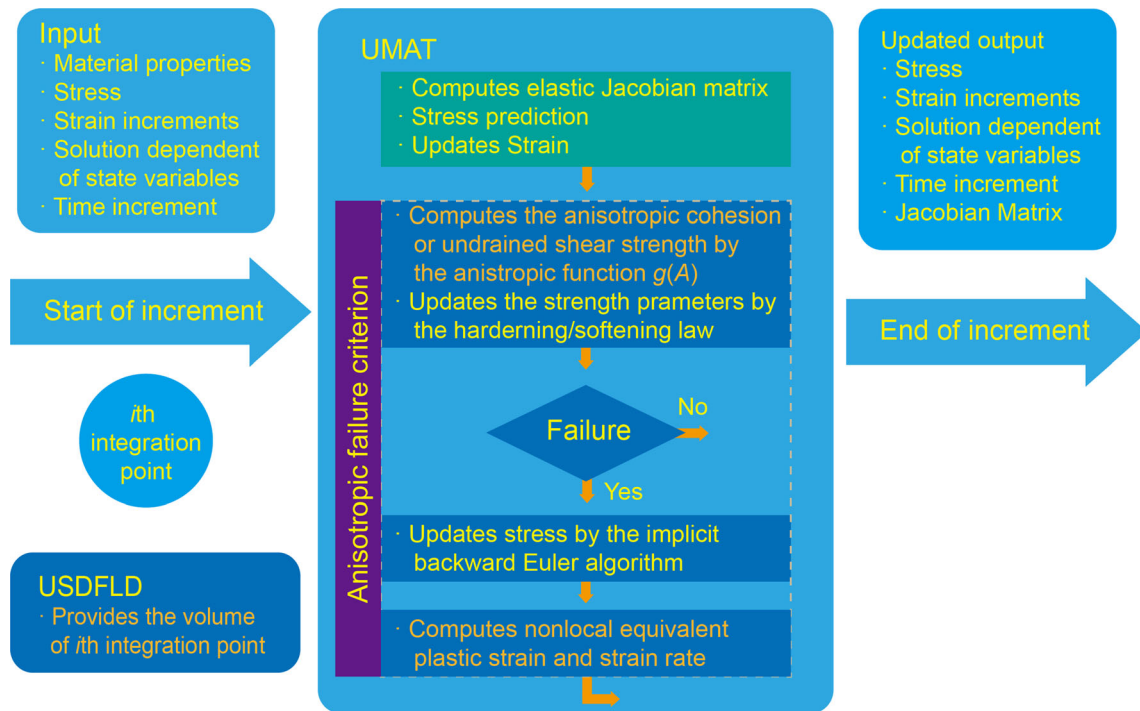 Input
· Material properties
· Stress
· Strain increments
· Solution dependent
of state variables
· Time increment
Start of increment
ith
integration
point
USDFLD
· Provides the volume
of ith integration point
UMAT
· Computes elastic Jacobian matrix
· Stress prediction
· Updates Strain
Anisotropic failure criterion
· Computes the anisotropic cohesion
or undrained shear strength by
the anistropic function g(A)
· Updates the strength prameters by
the harderning/softening law
Failure
No
Yes
· Updates stress by the implicit
backward Euler algorithm
· Computes nonlocal equivalent
plastic strain and strain rate
Updated output
· Stress
· Strain increments
· Solution dependent
of state variables
· Time increment
· Jacobian Matrix
End of increment